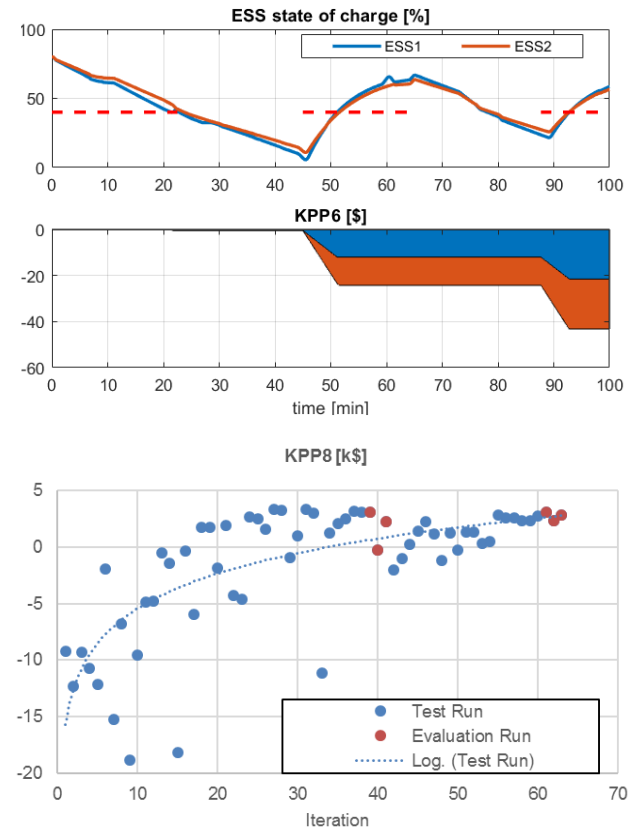 ESS state of charge [%]
100
50
0
ESS1
ESS2
0 10 20 30 40 50 60 70 80 90 100
KPP6 [$]
0
-20
-40
-60
0 10 20 30 40 50 60 70 80 90 100
time [min]
KPP8 [k$]
5
0
-5
-10
-15
-20
Test Run
Evaluation Run
Log. (Test Run)
0 10 20 30 40 50 60 70
Iteration